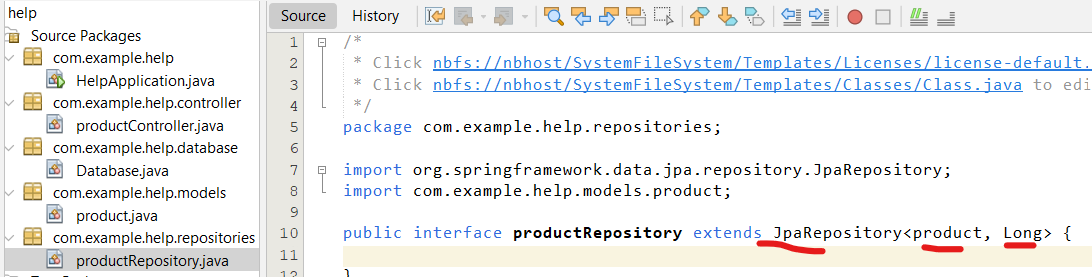 help
Source Packages
com.example.help
HelpApplication.java
com.example.help.controller
productController.java
com.example.help.database
Database.java
com.example.help.models
product.java
com.example.help.repositories
productRepository.java
Source History
1 /*
2 * Click nbfs://nbhost/SystemFileSystem/Templates/Licenses/license-default.
3 * Click nbfs://nbhost/SystemFileSystem/Templates/Classes/Class.java to edi
4 */
5 package com.example.help.repositories;
6
7 import org.springframework.data.jpa.repository.JpaRepository;
8 import com.example.help.models.product;
9
10 public interface productRepository extends JpaRepository<product, Long> {
11
12 }